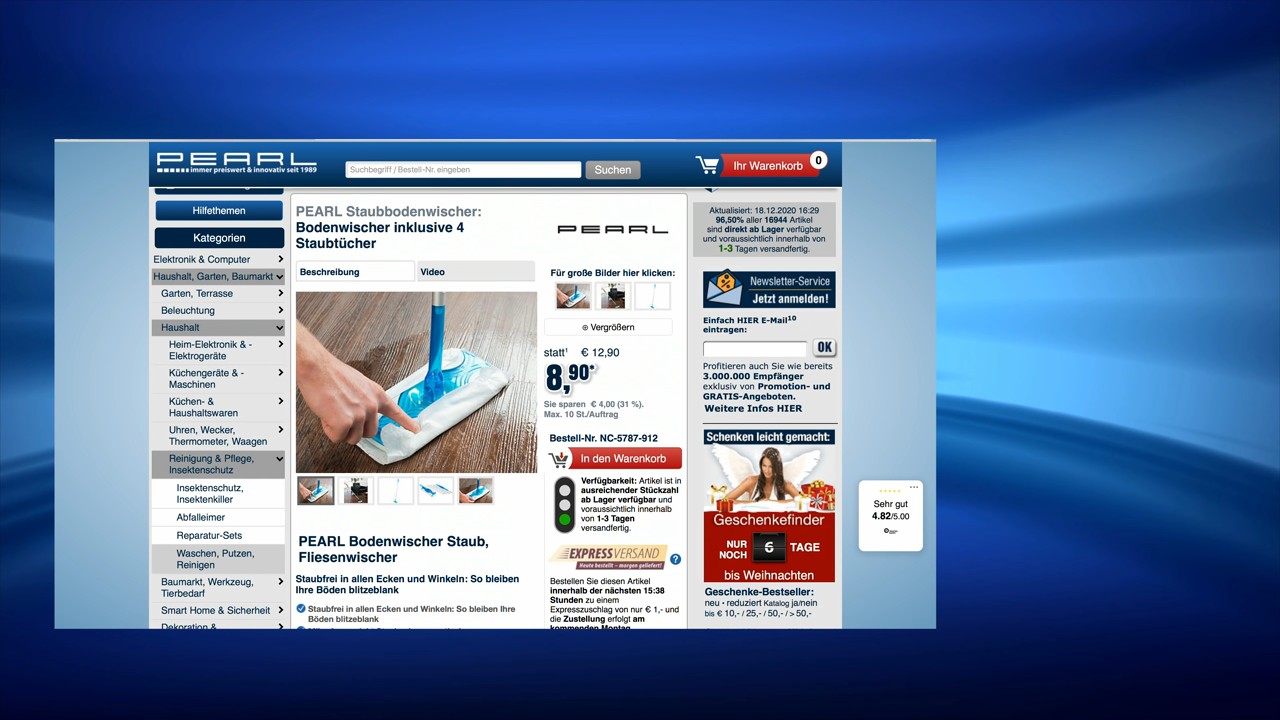 PEARL
immer preiswert & innovativ seit 1989
Suchbegriff / Bestell-Nr. eingeben
Suchen
Ihr Warenkorb
0
Hilfethemen
Kategorien
Elektronik & Computer
Haushalt, Garten, Baumarkt
Garten, Terrasse
Beleuchtung
Haushalt
Heim-Elektronik & -
Elektrogeräte
Küchengeräte & -
Maschinen
Küchen- &
Haushaltswaren
Uhren, Wecker,
Thermometer, Waagen
Reinigung & Pflege,
Insektenschutz
Insektenschutz,
Insektenkiller
Abfalleimer
Reparatur-Sets
Waschen, Putzen,
Reinigen
Baumarkt, Werkzeug,
Tierbedarf
Smart Home & Sicherheit
Dekoration &
PEARL Staubbodenwischer:
Bodenwischer inklusive 4
Staubtücher
Beschreibung
Video
PEARL Bodenwischer Staub,
Fliesenwischer
Staubfrei in allen Ecken und Winkeln: So bleiben
Ihre Böden blitzeblank
Staubfrei in allen Ecken und Winkeln: So bleiben Ihre
Böden blitzeblank
PEARL
Für große Bilder hier klicken:
Vergrößern
statt¹ € 12,90
8,90*
Sie sparen € 4,00 (31 %).
Max. 10 St./Auftrag
Bestell-Nr. NC-5787-912
In den Warenkorb
Verfügbarkeit: Artikel ist in
ausreichender Stückzahl
ab Lager verfügbar und
voraussichtlich innerhalb
von 1-3 Tagen
versandfertig.
EXPRESSVERSAND
Heute bestellt – morgen geliefert!
?
Bestellen Sie diesen Artikel
innerhalb der nächsten 15:38
Stunden zu einem
Expresszuschlag von nur € 1,- und
die Zustellung erfolgt am
kommenden Montag
Aktualisiert: 18.12.2020 16:29
96,50% aller 16944 Artikel
sind direkt ab Lager verfügbar
und voraussichtlich innerhalb von
1-3 Tagen versandfertig.
Newsletter-Service
Jetzt anmelden!
Einfach HIER E-Mail¹⁰
eintragen:
OK
Profitieren auch Sie wie bereits
3.000.000 Empfänger
exklusiv von Promotion- und
GRATIS-Angeboten.
Weitere Infos HIER
Schenken leicht gemacht:
Geschenkefinder
NUR
NOCH
6
TAGE
bis Weihnachten
Geschenke-Bestseller:
neu • reduziert Katalog ja/nein
bis € 10,- / 25,- / 50,- / > 50,-
Sehr gut
4.82/5.00